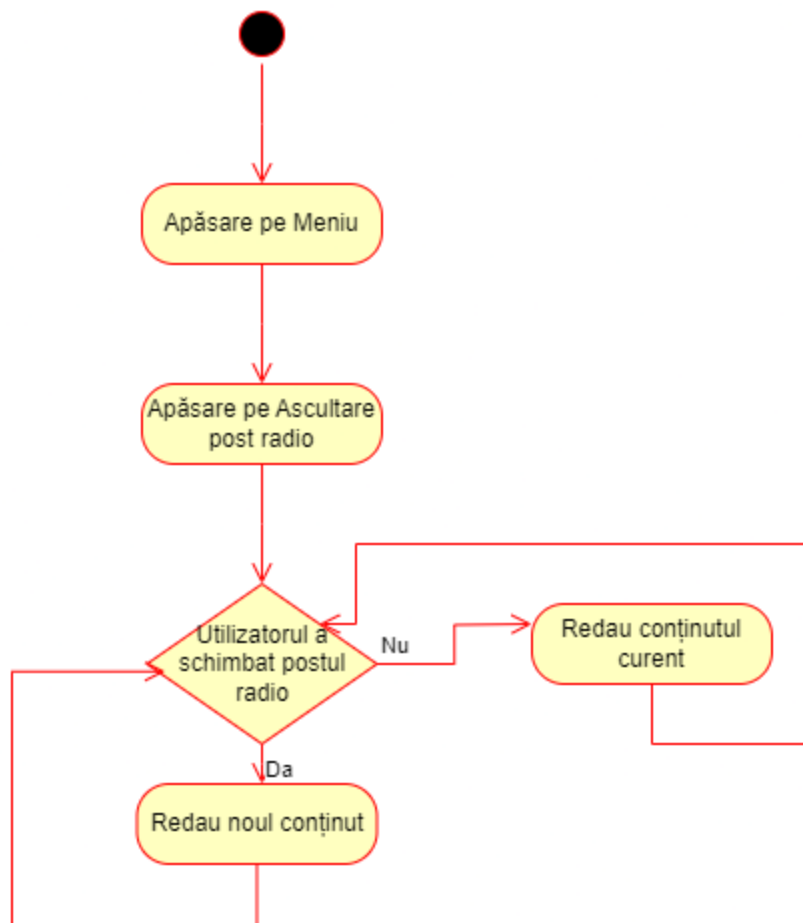 Apăsare pe Meniu
Apăsare pe Ascultare
post radio
Utilizatorul a
schimbat postul
radio
Nu
Redau conținutul
curent
Da
Redau noul conținut